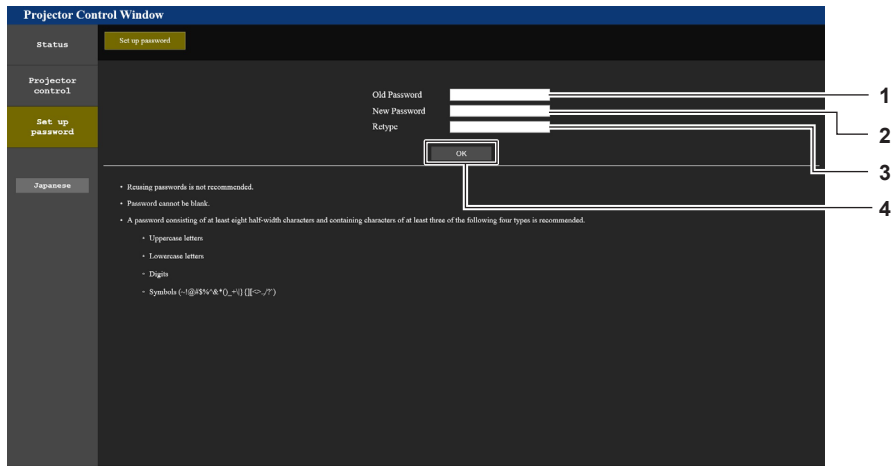 Projector Control Window
Status
Set up password
Projector
control
Set up
password
Japanese
Old Password
New Password
Retype
OK
1
2
3
4
• Reusing passwords is not recommended.
• Password cannot be blank.
• A password consisting of at least eight half-width characters and containing characters of at least three of the following four types is recommended.
• Uppercase letters
• Lowercase letters
• Digits
• Symbols (~!@#$%^&*()_+\|}{][<>.,/?`)